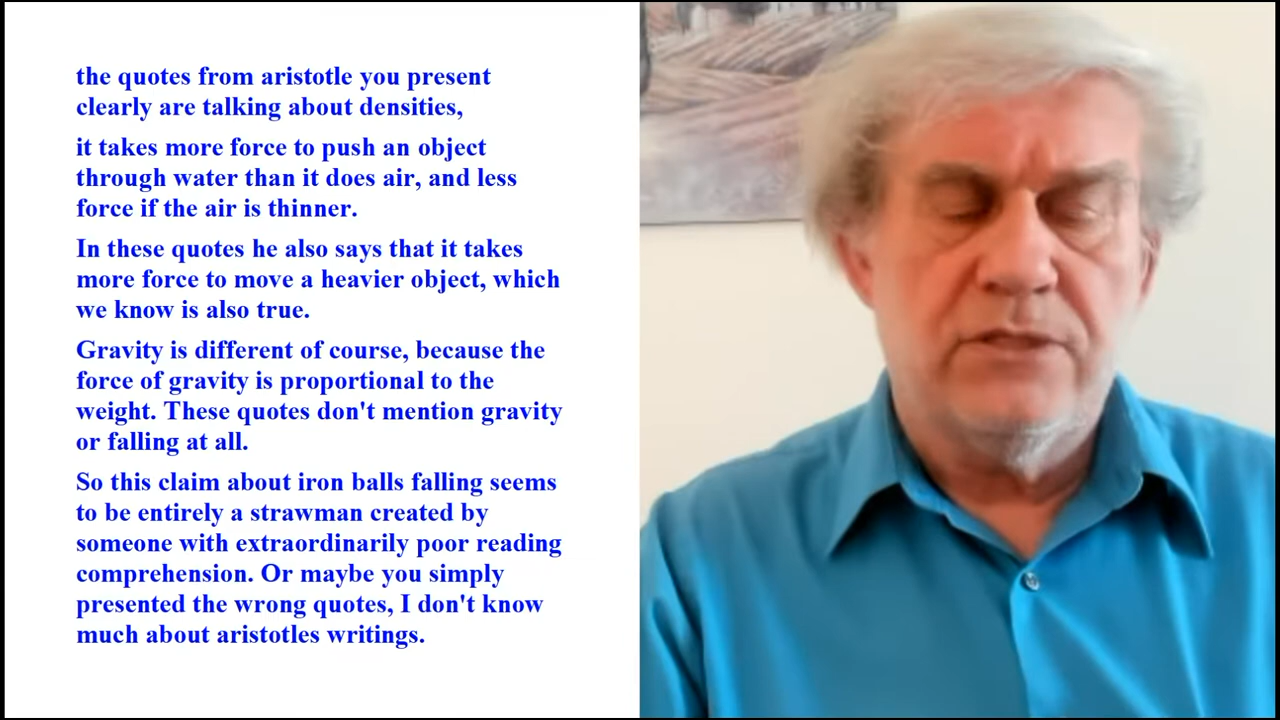 the quotes from aristotle you present
clearly are talking about densities,
it takes more force to push an object
through water than it does air, and less
force if the air is thinner.
In these quotes he also says that it takes
more force to move a heavier object, which
we know is also true.
Gravity is different of course, because the
force of gravity is proportional to the
weight. These quotes don't mention gravity
or falling at all.
So this claim about iron balls falling seems
to be entirely a strawman created by
someone with extraordinarily poor reading
comprehension. Or maybe you simply
presented the wrong quotes, I don't know
much about aristotles writings.